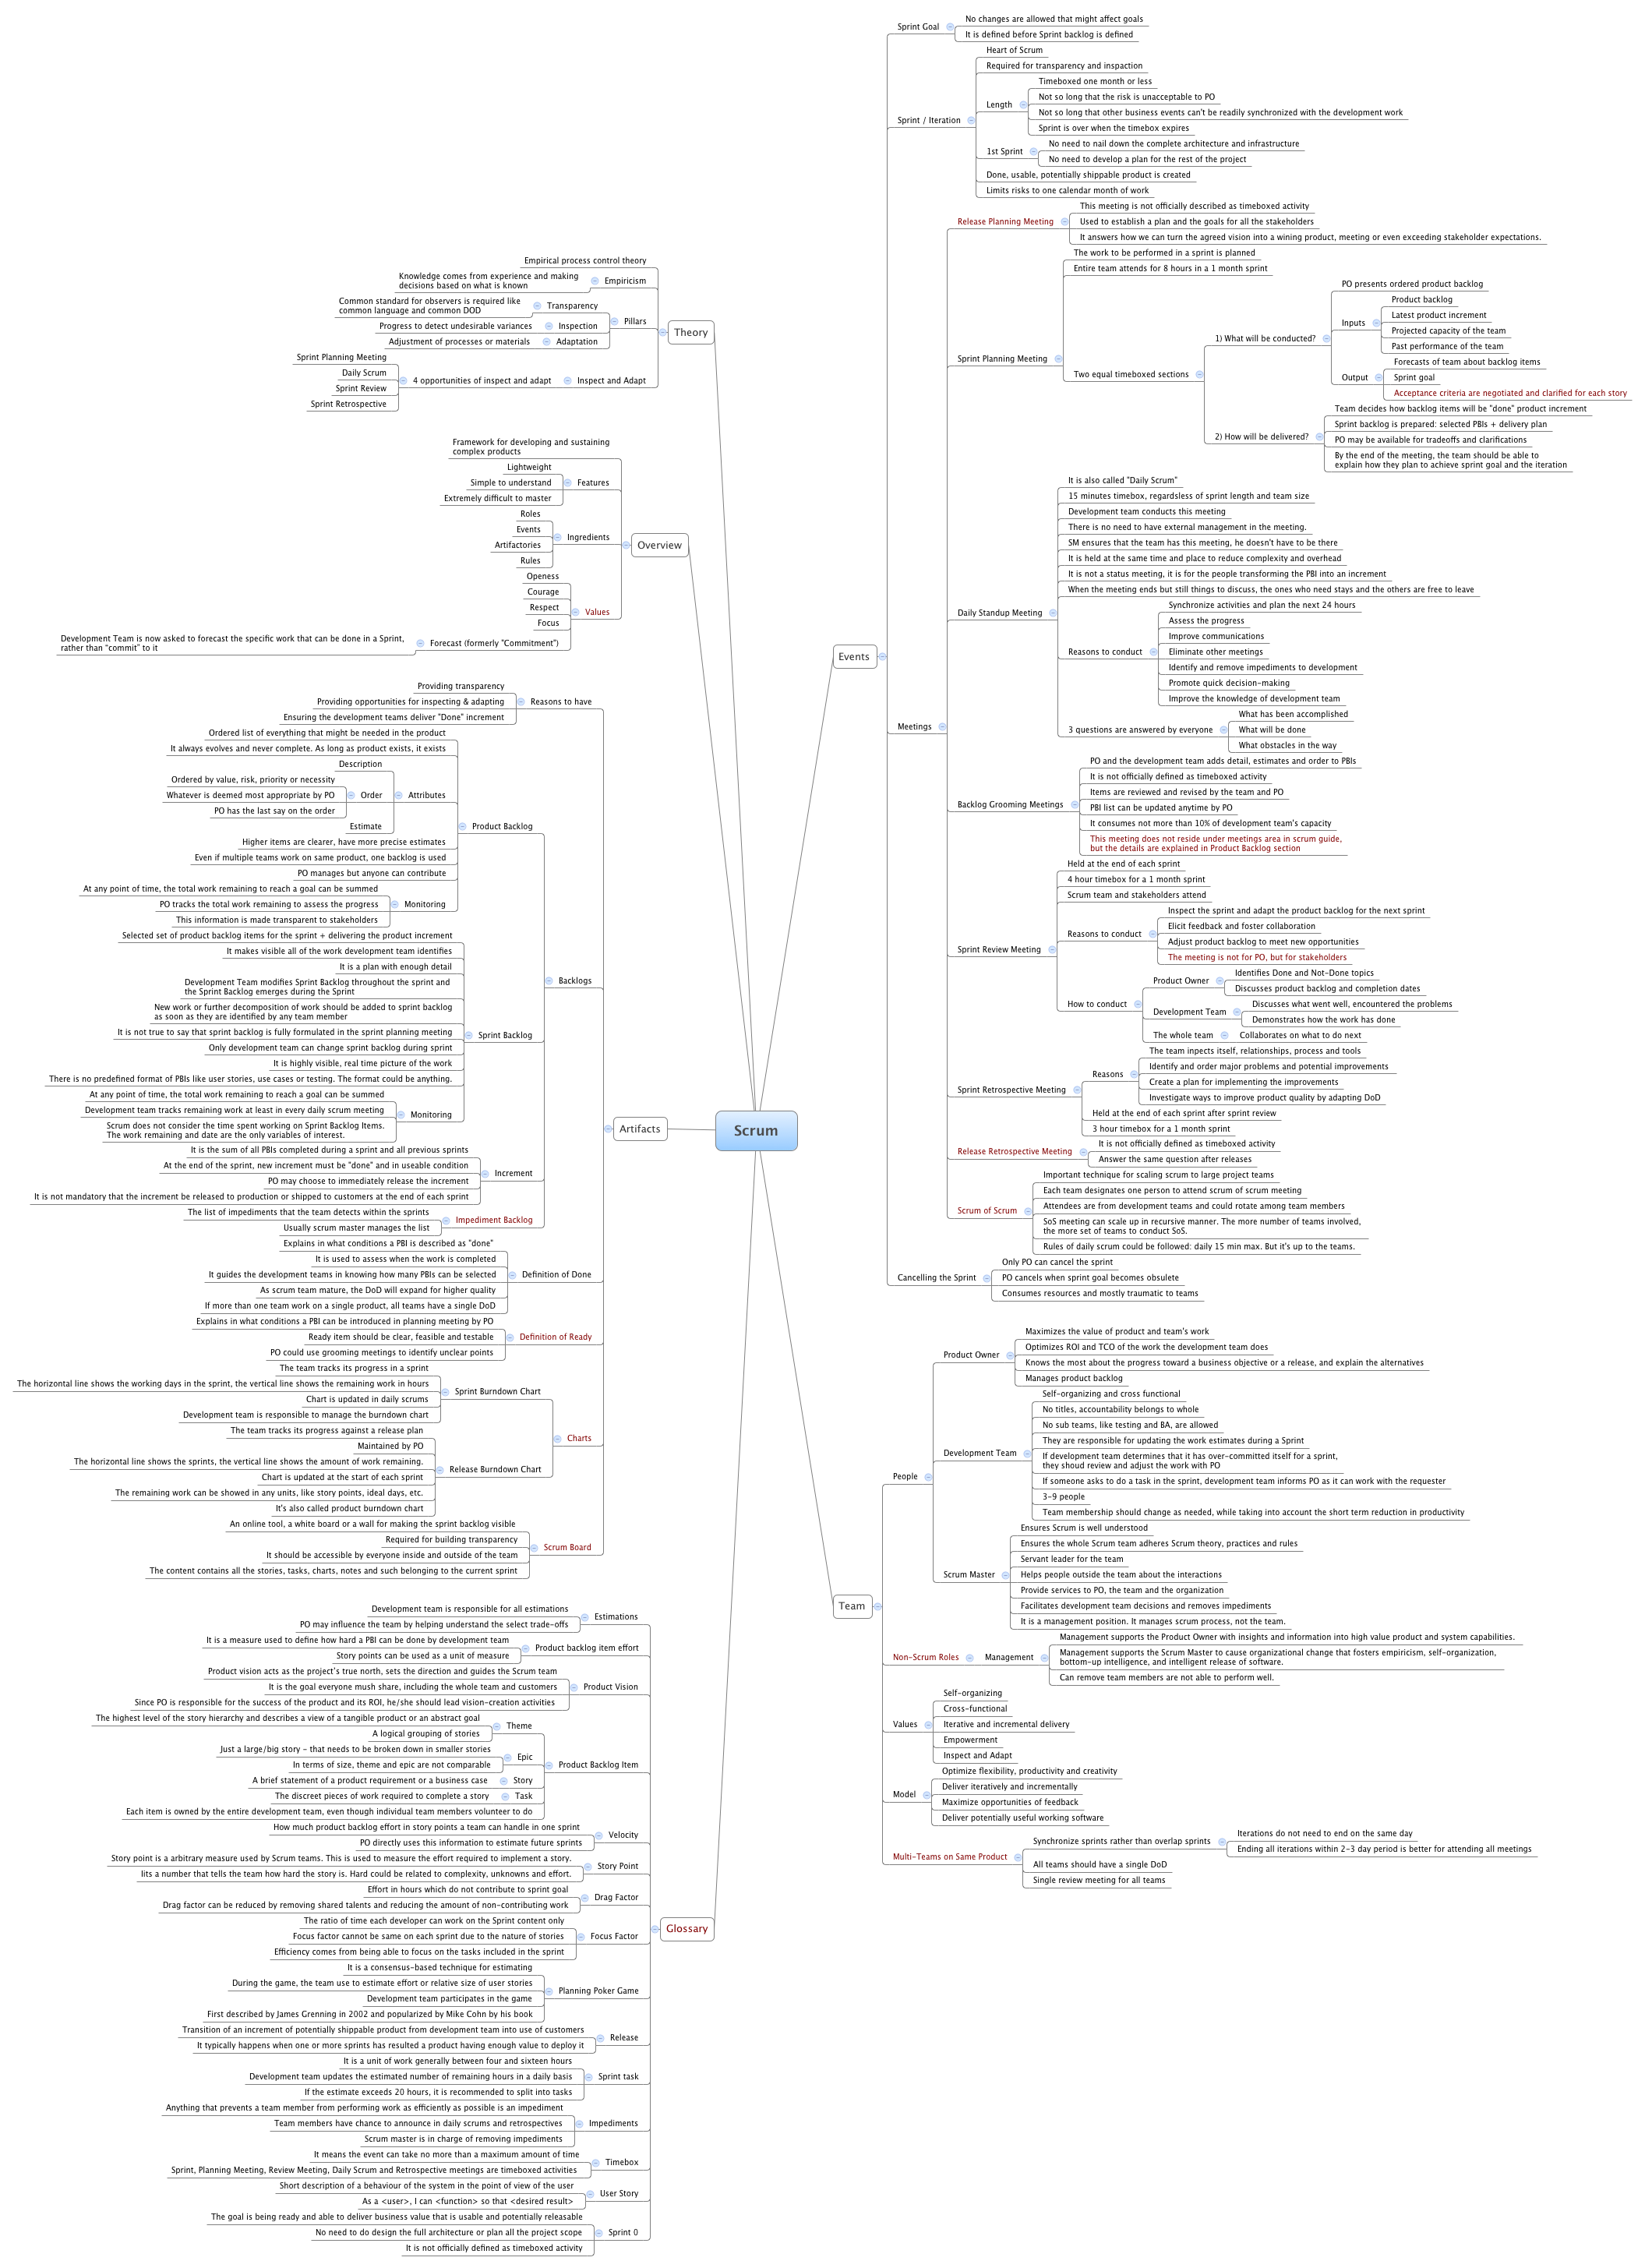 Scrum
Theory
Empirical process control theory
Empiricism
Knowledge comes from experience and making
decisions based on what is known
Pillars
Transparency
Common standard for observers is required like
common language and common DOD
Inspection
Progress to detect undesirable variances
Adaptation
Adjustment of processes or materials
Inspect and Adapt
4 opportunities of inspect and adapt
Sprint Planning Meeting
Daily Scrum
Sprint Review
Sprint Retrospective
Overview
Framework for developing and sustaining
complex products
Features
Lightweight
Simple to understand
Extremely difficult to master
Ingredients
Roles
Events
Artifactories
Rules
Values
Openess
Courage
Respect
Focus
Forecast (formerly "Commitment")
Development Team is now asked to forecast the specific work that can be done in a Sprint,
rather than "commit" to it
Artifacts
Reasons to have
Providing transparency
Providing opportunities for inspecting & adapting
Ensuring the development teams deliver "Done" increment
Backlogs
Product Backlog
Ordered list of everything that might be needed in the product
It always evolves and never complete. As long as product exists, it exists
Attributes
Description
Order
Ordered by value, risk, priority or necessity
Whatever is deemed most appropriate by PO
PO has the last say on the order
Estimate
Higher items are clearer, have more precise estimates
Even if multiple teams work on same product, one backlog is used
PO manages but anyone can contribute
Monitoring
At any point of time, the total work remaining to reach a goal can be summed
PO tracks the total work remaining to assess the progress
This information is made transparent to stakeholders
Sprint Backlog
Selected set of product backlog items for the sprint + delivering the product increment
It makes visible all of the work development team identifies
It is a plan with enough detail
Development Team modifies Sprint Backlog throughout the sprint and
the Sprint Backlog emerges during the Sprint
New work or further decomposition of work should be added to sprint backlog
as soon as they are identified by any team member
It is not true to say that sprint backlog is fully formulated in the sprint planning meeting
Only development team can change sprint backlog during sprint
It is highly visible, real time picture of the work
There is no predefined format of PBIs like user stories, use cases or testing. The format could be anything.
Monitoring
At any point of time, the total work remaining to reach a goal can be summed
Development team tracks remaining work at least in every daily scrum meeting
Scrum does not consider the time spent working on Sprint Backlog Items.
The work remaining and date are the only variables of interest.
Increment
It is the sum of all PBIs completed during a sprint and all previous sprints
At the end of the sprint, new increment must be "done" and in useable condition
PO may choose to immediately release the increment
It is not mandatory that the increment be released to production or shipped to customers at the end of each sprint
Impediment Backlog
The list of impediments that the team detects within the sprints
Usually scrum master manages the list
Definition of Done
Explains in what conditions a PBI is described as "done"
It is used to assess when the work is completed
It guides the development teams in knowing how many PBIs can be selected
As scrum team mature, the DoD will expand for higher quality
If more than one team work on a single product, all teams have a single DoD
Definition of Ready
Explains in what conditions a PBI can be introduced in planning meeting by PO
Ready item should be clear, feasible and testable
PO could use grooming meetings to identify unclear points
Charts
Sprint Burndown Chart
The team tracks its progress in a sprint
The horizontal line shows the working days in the sprint, the vertical line shows the remaining work in hours
Chart is updated in daily scrums
Development team is responsible to manage the burndown chart
Release Burndown Chart
The team tracks its progress against a release plan
Maintained by PO
The horizontal line shows the sprints, the vertical line shows the amount of work remaining.
Chart is updated at the start of each sprint
The remaining work can be showed in any units, like story points, ideal days, etc.
It's also called product burndown chart
Scrum Board
An online tool, a white board or a wall for making the sprint backlog visible
Required for building transparency
It should be accessible by everyone inside and outside of the team
The content contains all the stories, tasks, charts, notes and such belonging to the current sprint
Glossary
Estimations
Development team is responsible for all estimations
PO may influence the team by helping understand the select trade-offs
Product backlog item effort
It is a measure used to define how hard a PBI can be done by development team
Story points can be used as a unit of measure
Product Vision
Product vision acts as the project's true north, sets the direction and guides the Scrum team
It is the goal everyone mush share, including the whole team and customers
Since PO is responsible for the success of the product and its ROI, he/she should lead vision-creation activities
Product Backlog Item
Theme
The highest level of the story hierarchy and describes a view of a tangible product or an abstract goal
A logical grouping of stories
Epic
Just a large/big story - that needs to be broken down in smaller stories
In terms of size, theme and epic are not comparable
Story
A brief statement of a product requirement or a business case
Task
The discreet pieces of work required to complete a story
Each item is owned by the entire development team, even though individual team members volunteer to do
Velocity
How much product backlog effort in story points a team can handle in one sprint
PO directly uses this information to estimate future sprints
Story Point
Story point is a arbitrary measure used by Scrum teams. This is used to measure the effort required to implement a story.
Iits a number that tells the team how hard the story is. Hard could be related to complexity, unknowns and effort.
Drag Factor
Effort in hours which do not contribute to sprint goal
Drag factor can be reduced by removing shared talents and reducing the amount of non-contributing work
Focus Factor
The ratio of time each developer can work on the Sprint content only
Focus factor cannot be same on each sprint due to the nature of stories
Efficiency comes from being able to focus on the tasks included in the sprint
Planning Poker Game
It is a consensus-based technique for estimating
During the game, the team use to estimate effort or relative size of user stories
Development team participates in the game
First described by James Grenning in 2002 and popularized by Mike Cohn by his book
Release
Transition of an increment of potentially shippable product from development team into use of customers
It typically happens when one or more sprints has resulted a product having enough value to deploy it
Sprint task
It is a unit of work generally between four and sixteen hours
Development team updates the estimated number of remaining hours in a daily basis
If the estimate exceeds 20 hours, it is recommended to split into tasks
Impediments
Anything that prevents a team member from performing work as efficiently as possible is an impediment
Team members have chance to announce in daily scrums and retrospectives
Scrum master is in charge of removing impediments
Timebox
It means the event can take no more than a maximum amount of time
Sprint, Planning Meeting, Review Meeting, Daily Scrum and Retrospective meetings are timeboxed activities
User Story
Short description of a behaviour of the system in the point of view of the user
As a <user>, I can <function> so that <desired result>
Sprint 0
The goal is being ready and able to deliver business value that is usable and potentially releasable
No need to do design the full architecture or plan all the project scope
It is not officially defined as timeboxed activity
Events
Sprint Goal
No changes are allowed that might affect goals
It is defined before Sprint backlog is defined
Sprint / Iteration
Heart of Scrum
Required for transparency and inspaction
Length
Timeboxed one month or less
Not so long that the risk is unacceptable to PO
Not so long that other business events can't be readily synchronized with the development work
Sprint is over when the timebox expires
1st Sprint
No need to nail down the complete architecture and infrastructure
No need to develop a plan for the rest of the project
Done, usable, potentially shippable product is created
Limits risks to one calendar month of work
Meetings
Release Planning Meeting
This meeting is not officially described as timeboxed activity
Used to establish a plan and the goals for all the stakeholders
It answers how we can turn the agreed vision into a wining product, meeting or even exceeding stakeholder expectations.
Sprint Planning Meeting
The work to be performed in a sprint is planned
Entire team attends for 8 hours in a 1 month sprint
Two equal timeboxed sections
1) What will be conducted?
PO presents ordered product backlog
Inputs
Product backlog
Latest product increment
Projected capacity of the team
Past performance of the team
Output
Forecasts of team about backlog items
Sprint goal
Acceptance criteria are negotiated and clarified for each story
2) How will be delivered?
Team decides how backlog items will be "done" product increment
Sprint backlog is prepared: selected PBIs + delivery plan
PO may be available for tradeoffs and clarifications
By the end of the meeting, the team should be able to
explain how they plan to achieve sprint goal and the iteration
Daily Standup Meeting
It is also called "Daily Scrum"
15 minutes timebox, regardsless of sprint length and team size
Development team conducts this meeting
There is no need to have external management in the meeting.
SM ensures that the team has this meeting, he doesn't have to be there
It is held at the same time and place to reduce complexity and overhead
It is not a status meeting, it is for the people transforming the PBI into an increment
When the meeting ends but still things to discuss, the ones who need stays and the others are free to leave
Reasons to conduct
Synchronize activities and plan the next 24 hours
Assess the progress
Improve communications
Eliminate other meetings
Identify and remove impediments to development
Promote quick decision-making
Improve the knowledge of development team
3 questions are answered by everyone
What has been accomplished
What will be done
What obstacles in the way
Backlog Grooming Meetings
PO and the development team adds detail, estimates and order to PBIs
It is not officially defined as timeboxed activity
Items are reviewed and revised by the team and PO
PBI list can be updated anytime by PO
It consumes not more than 10% of development team's capacity
This meeting does not reside under meetings area in scrum guide,
but the details are explained in Product Backlog section
Sprint Review Meeting
Held at the end of each sprint
4 hour timebox for a 1 month sprint
Scrum team and stakeholders attend
Reasons to conduct
Inspect the sprint and adapt the product backlog for the next sprint
Elicit feedback and foster collaboration
Adjust product backlog to meet new opportunities
The meeting is not for PO, but for stakeholders
How to conduct
Product Owner
Identifies Done and Not-Done topics
Discusses product backlog and completion dates
Development Team
Discusses what went well, encountered the problems
Demonstrates how the work has done
The whole team
Collaborates on what to do next
Sprint Retrospective Meeting
Reasons
The team inpects itself, relationships, process and tools
Identify and order major problems and potential improvements
Create a plan for implementing the improvements
Investigate ways to improve product quality by adapting DoD
Held at the end of each sprint after sprint review
3 hour timebox for a 1 month sprint
Release Retrospective Meeting
It is not officially defined as timeboxed activity
Answer the same question after releases
Scrum of Scrum
Important technique for scaling scrum to large project teams
Each team designates one person to attend scrum of scrum meeting
Attendees are from development teams and could rotate among team members
SoS meeting can scale up in recursive manner. The more number of teams involved,
the more set of teams to conduct SoS.
Rules of daily scrum could be followed: daily 15 min max. But it's up to the teams.
Cancelling the Sprint
Only PO can cancel the sprint
PO cancels when sprint goal becomes obsulete
Consumes resources and mostly traumatic to teams
Team
People
Product Owner
Maximizes the value of product and team's work
Optimizes ROI and TCO of the work the development team does
Knows the most about the progress toward a business objective or a release, and explain the alternatives
Manages product backlog
Development Team
Self-organizing and cross functional
No titles, accountability belongs to whole
No sub teams, like testing and BA, are allowed
They are responsible for updating the work estimates during a Sprint
If development team determines that it has over-committed itself for a sprint,
they shoud review and adjust the work with PO
If someone asks to do a task in the sprint, development team informs PO as it can work with the requester
3-9 people
Team membership should change as needed, while taking into account the short term reduction in productivity
Scrum Master
Ensures Scrum is well understood
Ensures the whole Scrum team adheres Scrum theory, practices and rules
Servant leader for the team
Helps people outside the team about the interactions
Provide services to PO, the team and the organization
Facilitates development team decisions and removes impediments
It is a management position. It manages scrum process, not the team.
Non-Scrum Roles
Management
Management supports the Product Owner with insights and information into high value product and system capabilities.
Management supports the Scrum Master to cause organizational change that fosters empiricism, self-organization,
bottom-up intelligence, and intelligent release of software.
Can remove team members are not able to perform well.
Values
Self-organizing
Cross-functional
Iterative and incremental delivery
Empowerment
Inspect and Adapt
Model
Optimize flexibility, productivity and creativity
Deliver iteratively and incrementally
Maximize opportunities of feedback
Deliver potentially useful working software
Multi-Teams on Same Product
Synchronize sprints rather than overlap sprints
Iterations do not need to end on the same day
Ending all iterations within 2-3 day period is better for attending all meetings
All teams should have a single DoD
Single review meeting for all teams